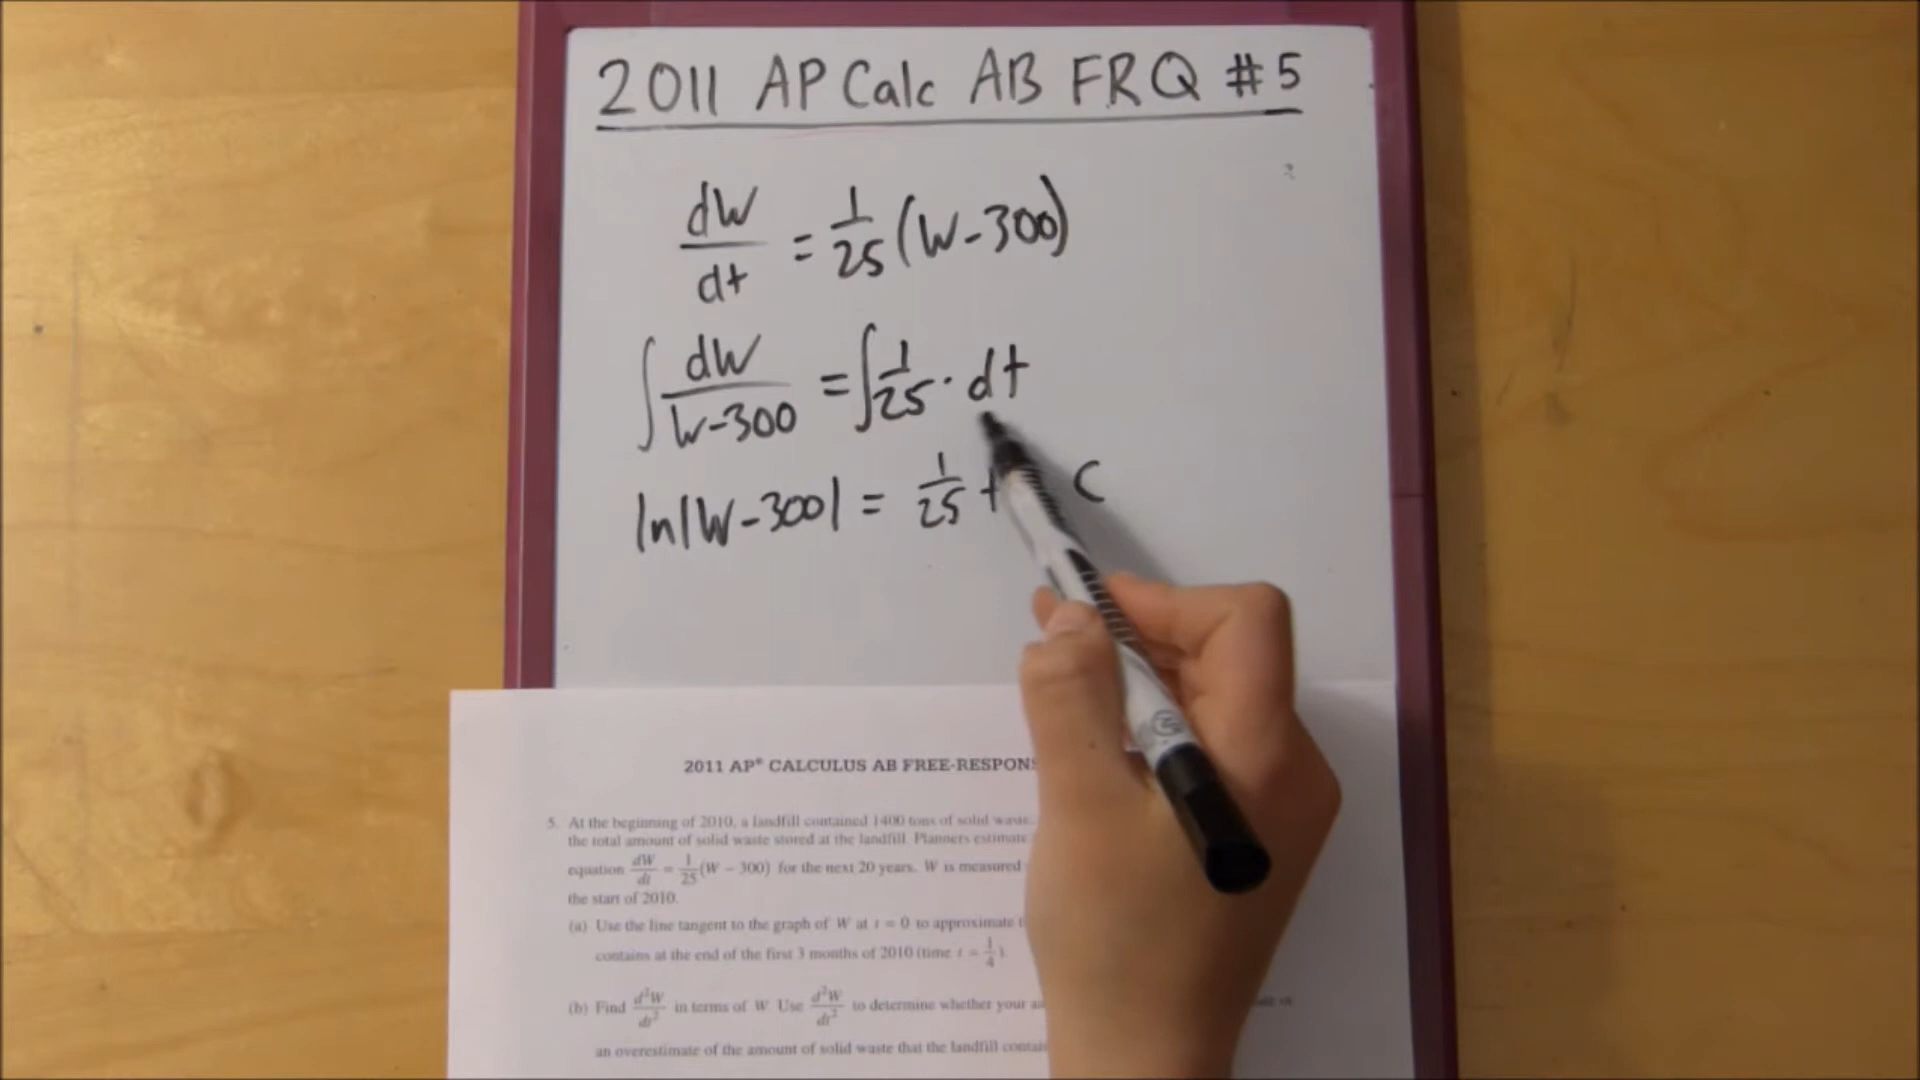 2011 AP Calc AB FRQ #5
dW/dt = 1/25 (W-300)
∫ dW/W-300 = ∫ 1/25 · dt
ln|W-300| = 1/25 t C
2011 AP® CALCULUS AB FREE-RESPONS
5. At the beginning of 2010, a landfill contained 1400 tons of solid waste.
the total amount of solid waste stored at the landfill. Planners estimate
equation dW/dt = 1/25 (W - 300) for the next 20 years. W is measured
the start of 2010.
(a) Use the line tangent to the graph of W at t = 0 to approximate
contains at the end of the first 3 months of 2010 (time t = 1/4).
(b) Find d²W/dt² in terms of W. Use d²W/dt² to determine whether your
an overestimate of the amount of solid waste that the landfill